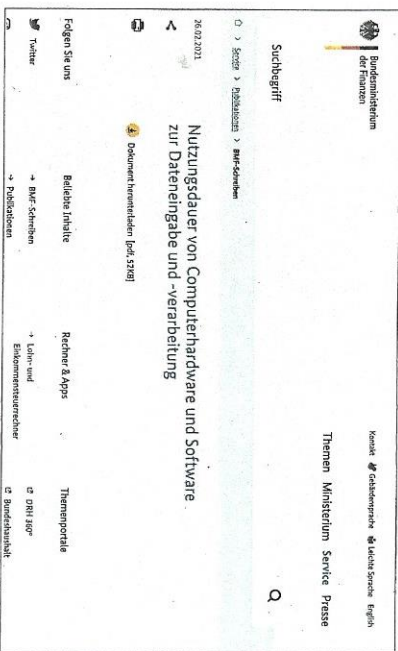 Bundesministerium
der Finanzen
Kontakt Gebärdensprache Leichte Sprache English
Themen Ministerium Service Presse
Suchbegriff
Service > Publikationen > BMF-Schreiben
26.02.2021
Nutzungsdauer von Computerhardware und Software
zur Dateneingabe und -verarbeitung
Dokument herunterladen [pdf, 52KB]
Folgen Sie uns
Twitter
Beliebte Inhalte
→ BMF-Schreiben
→ Publikationen
Rechner & Apps
→ Lohn- und
Einkommensteuerrechner
Themenportale
DRH 360°
Bundeshaushalt